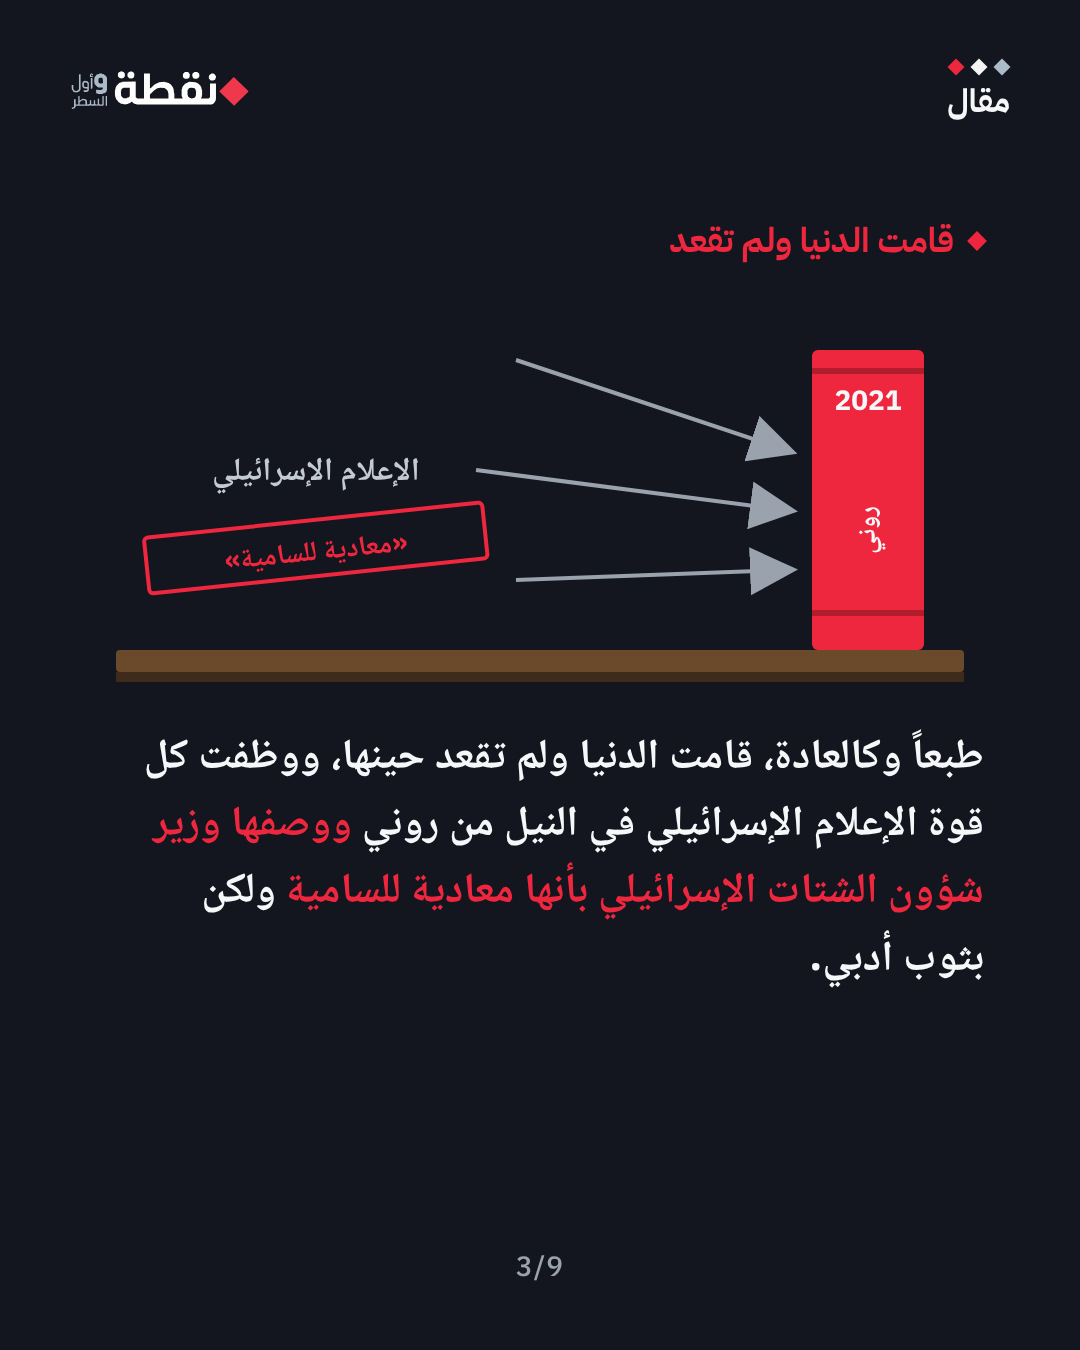 مقال
نقطة
وأول
السطر
قامت الدنيا ولم تقعد
2021
روني
الإعلام الإسرائيلي
«معادية للسامية»
طبعاً وكالعادة، قامت الدنيا ولم تقعد حينها، ووظفت كل
قوة الإعلام الإسرائيلي في النيل من روني ووصفها وزير
شؤون الشتات الإسرائيلي بأنها معادية للسامية ولكن
بثوب أدبي.
3/9